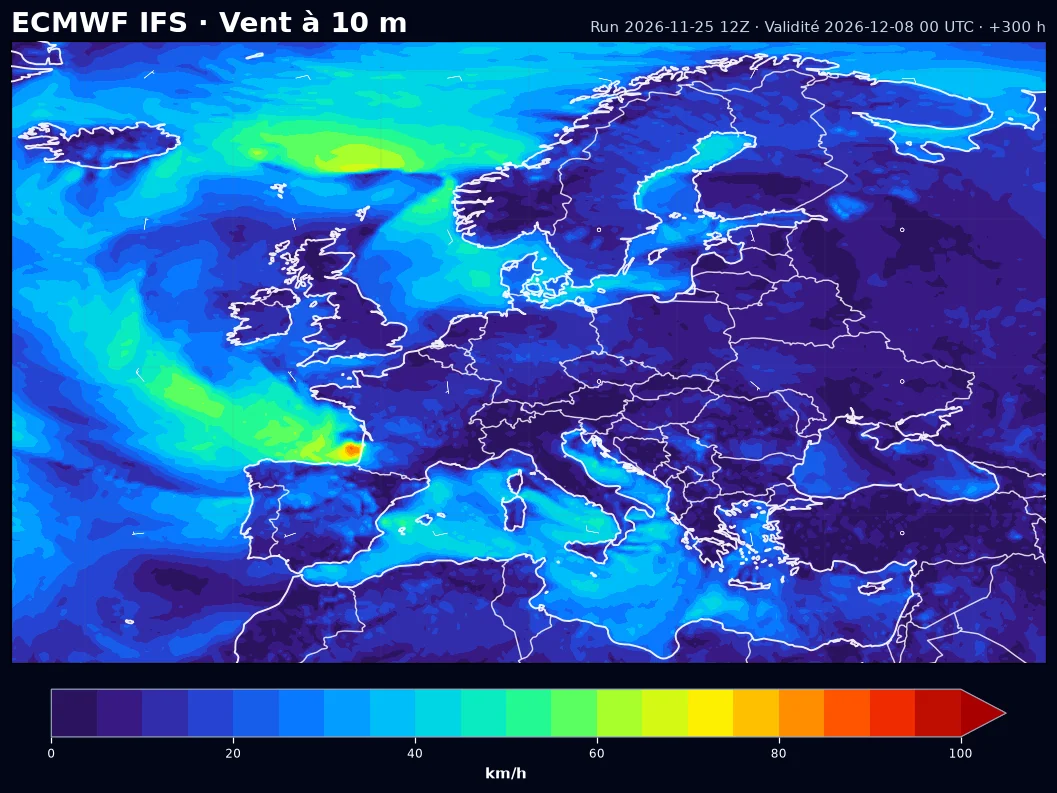 ECMWF IFS · Vent à 10 m
Run 2026-11-25 12Z · Validité 2026-12-08 00 UTC · +300 h
0 20 40 60 80 100
km/h